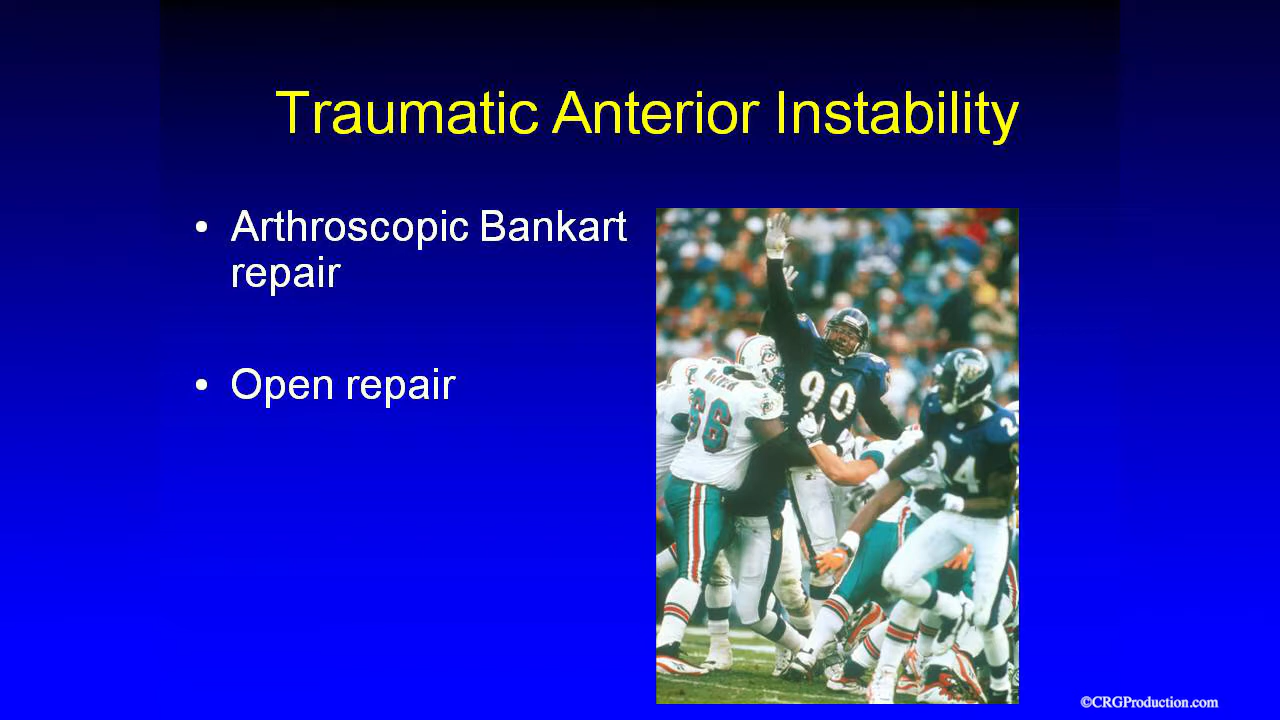 Traumatic Anterior Instability
• Arthroscopic Bankart
repair
• Open repair
90
66
24
©CRGProduction.com